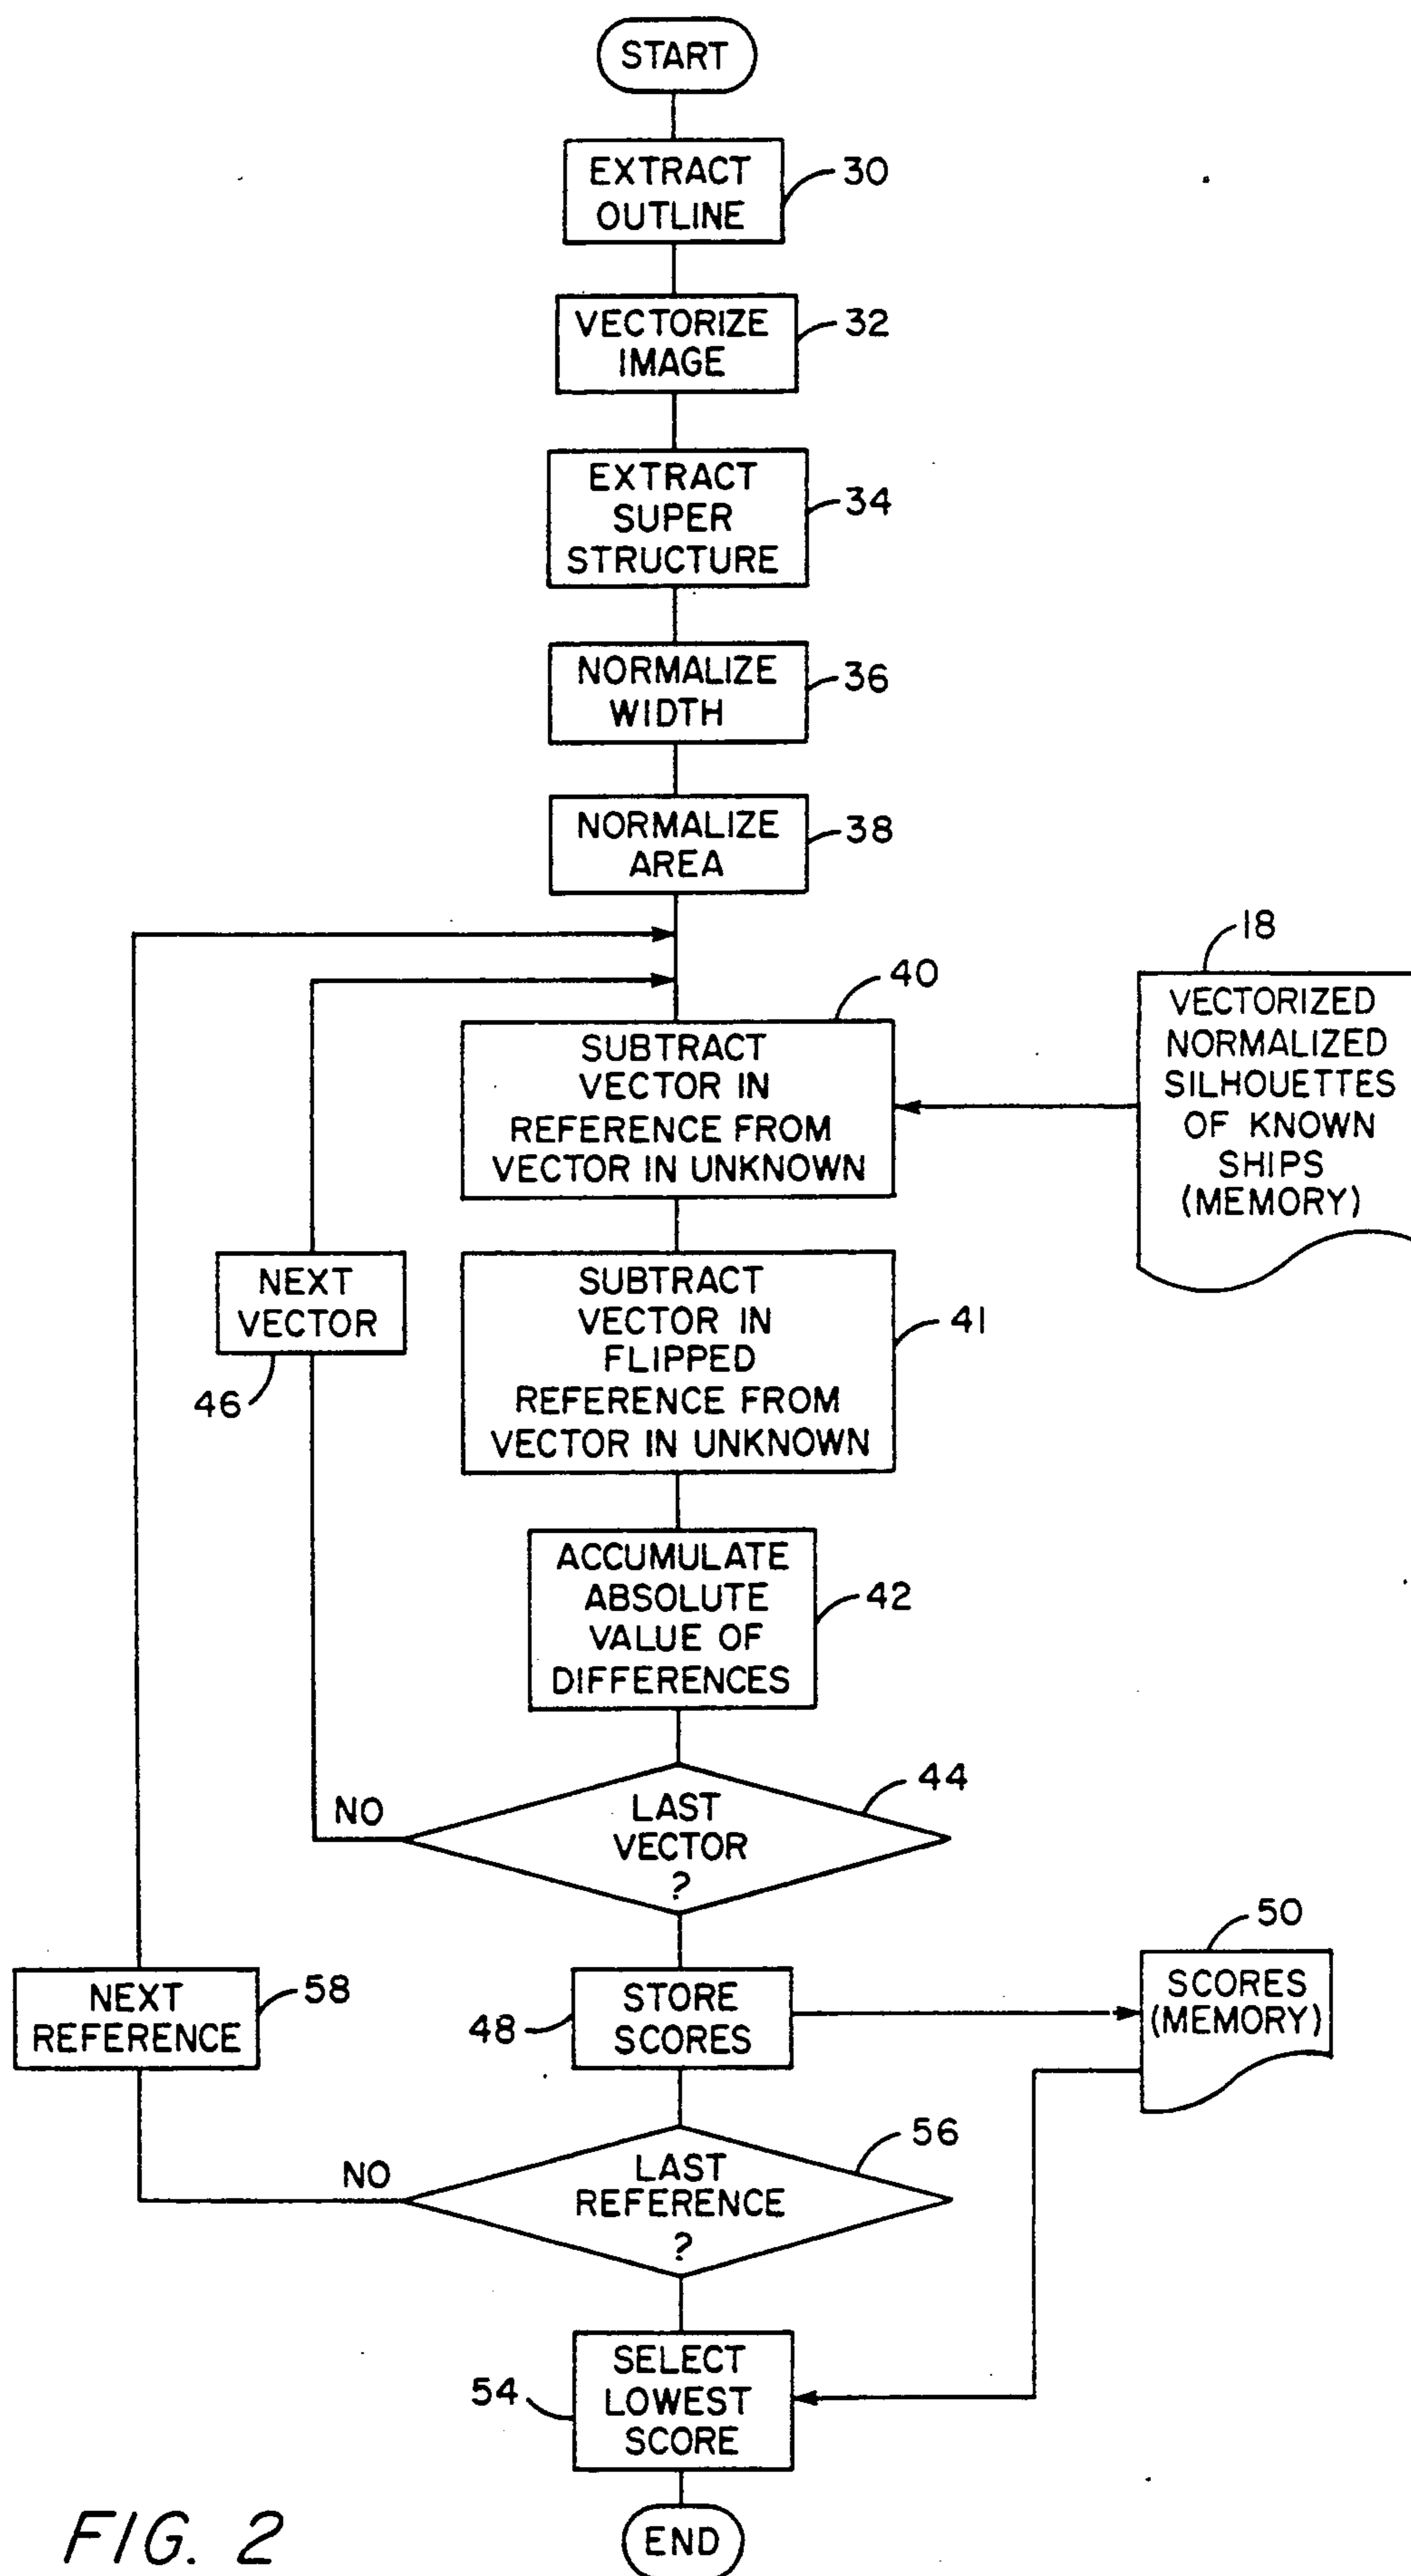 START
EXTRACT
OUTLINE
30
VECTORIZE
IMAGE
32
EXTRACT
SUPER
STRUCTURE
34
NORMALIZE
WIDTH
36
NORMALIZE
AREA
38
40
SUBTRACT
VECTOR IN
REFERENCE FROM
VECTOR IN UNKNOWN
18
VECTORIZED
NORMALIZED
SILHOUETTES
OF KNOWN
SHIPS
(MEMORY)
NEXT
VECTOR
46
SUBTRACT
VECTOR IN
FLIPPED
REFERENCE FROM
VECTOR IN UNKNOWN
41
ACCUMULATE
ABSOLUTE
VALUE OF
DIFFERENCES
42
NO
LAST
VECTOR
?
44
NEXT
REFERENCE
58
48
STORE
SCORES
50
SCORES
(MEMORY)
NO
LAST
REFERENCE
?
56
54
SELECT
LOWEST
SCORE
END
FIG. 2